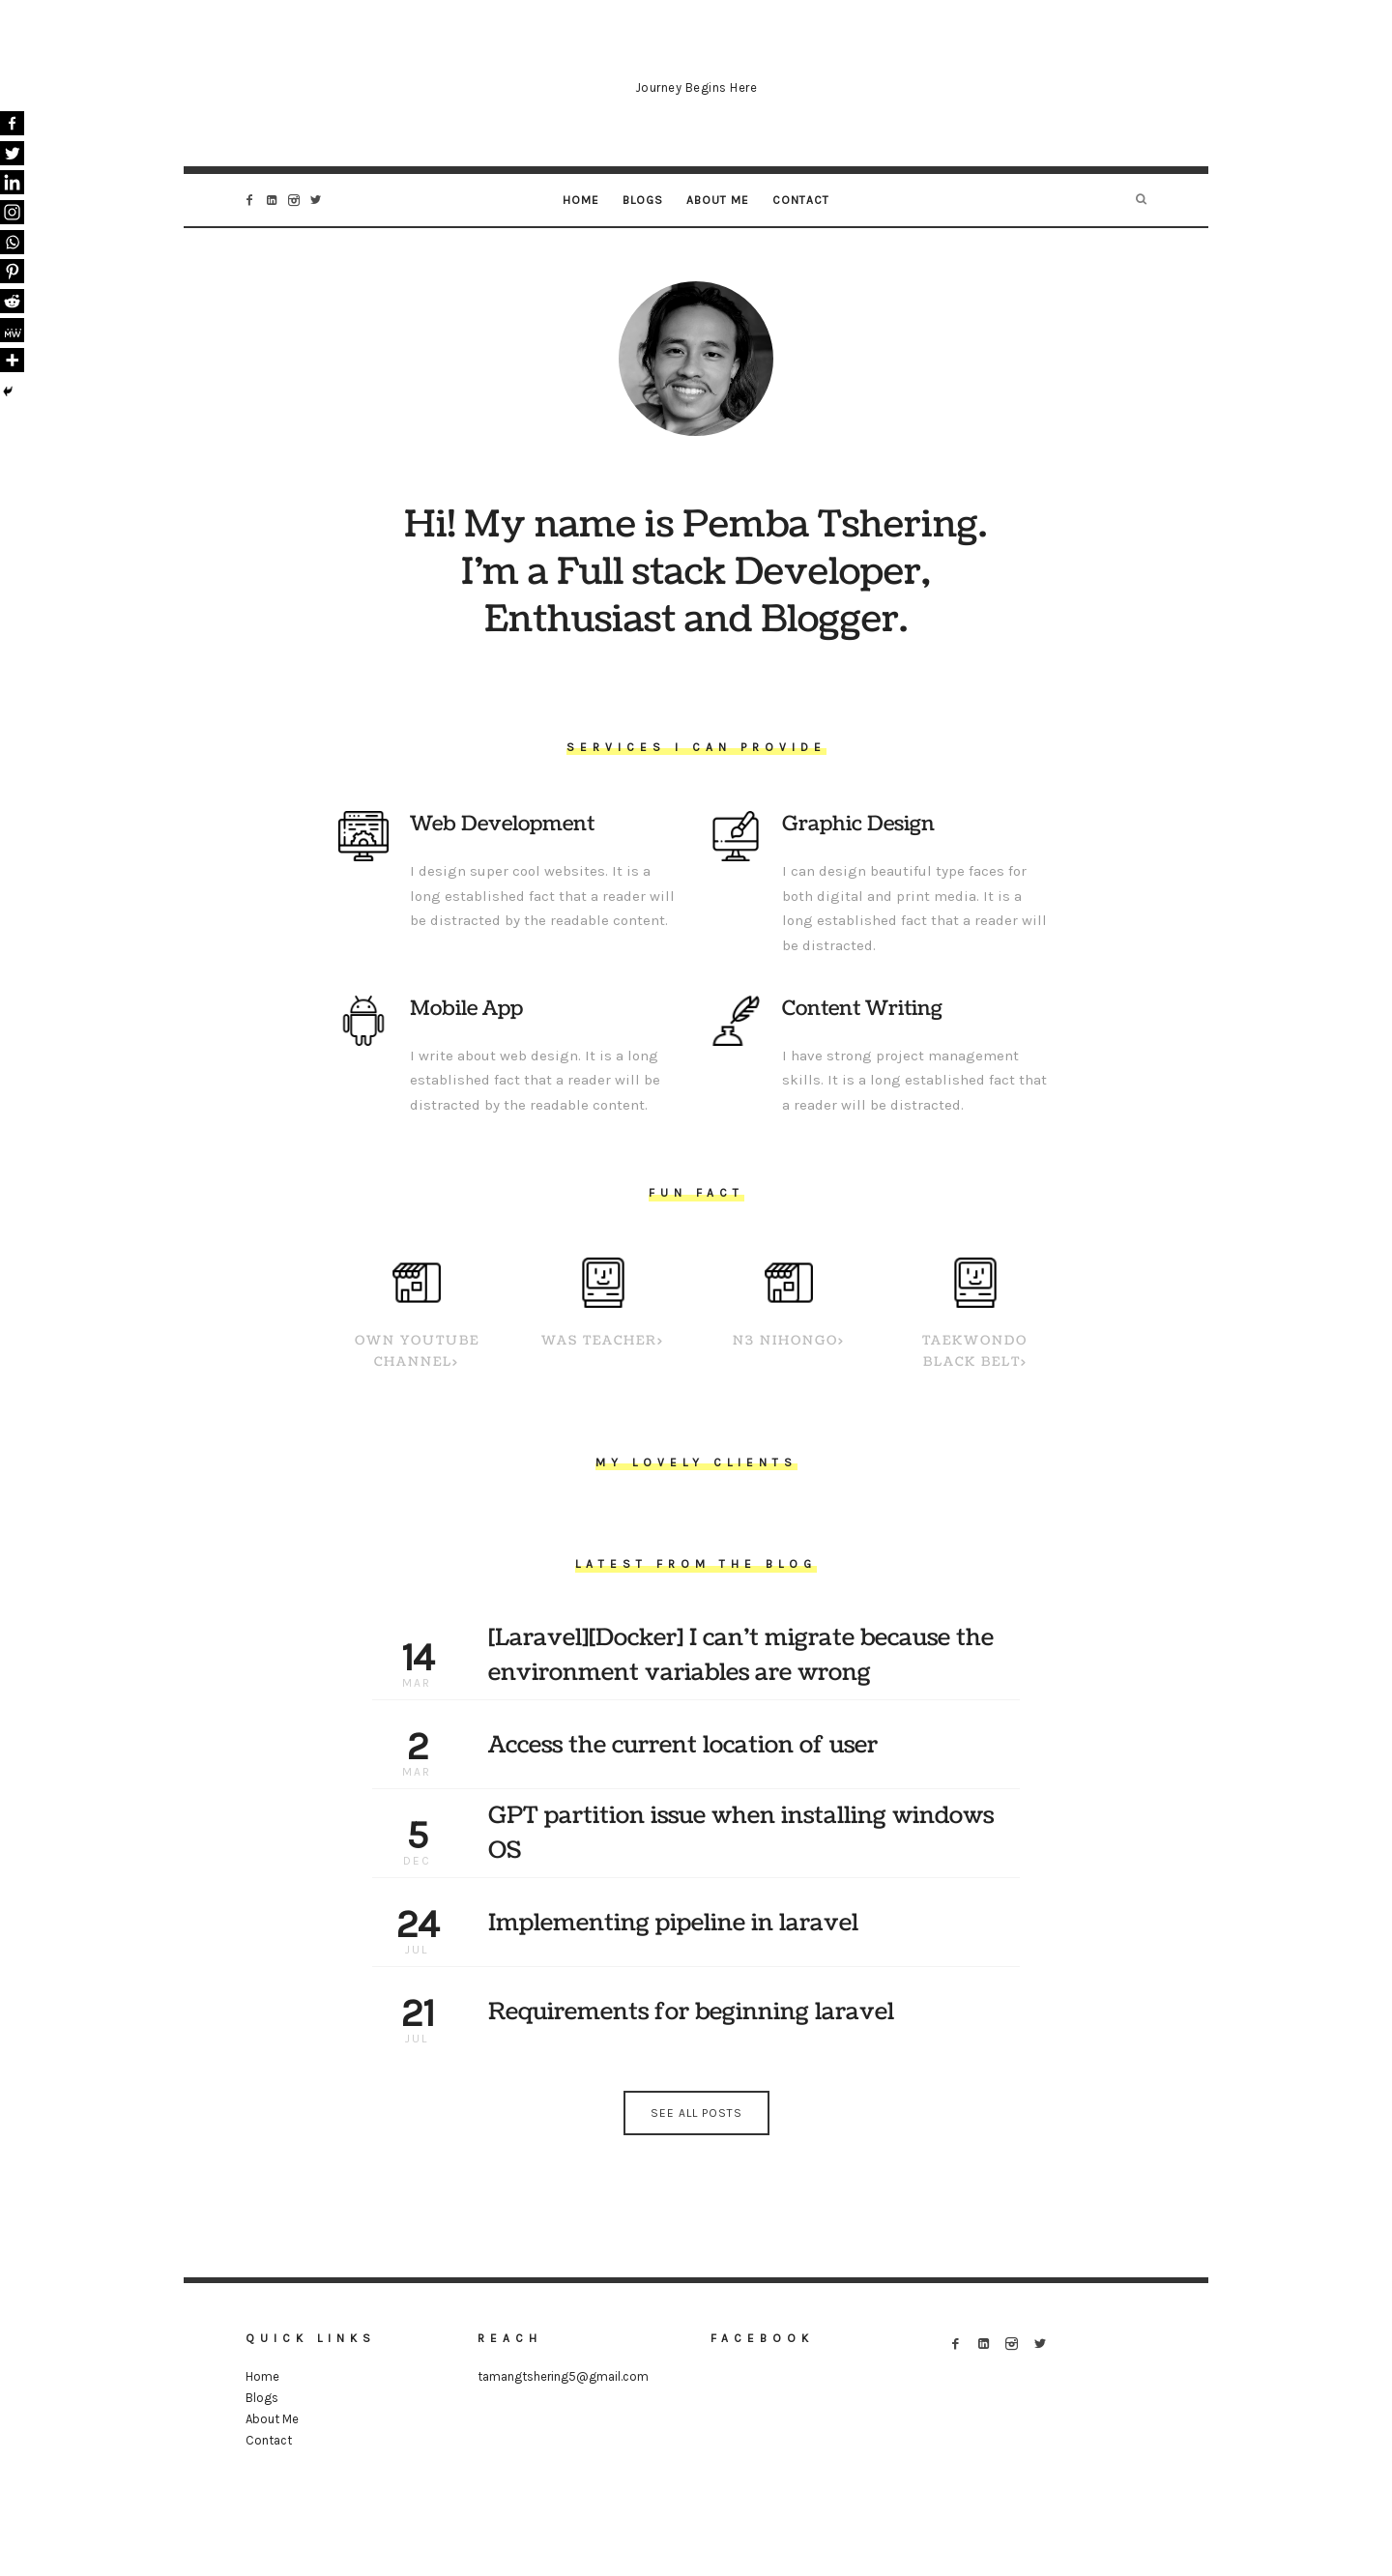 Journey Begins Here
HOME BLOGS ABOUT ME CONTACT
MW
Hi! My name is Pemba Tshering.
I’m a Full stack Developer,
Enthusiast and Blogger.
SERVICES I CAN PROVIDE
Web Development
I design super cool websites. It is a
long established fact that a reader will
be distracted by the readable content.
Graphic Design
I can design beautiful type faces for
both digital and print media. It is a
long established fact that a reader will
be distracted.
Mobile App
I write about web design. It is a long
established fact that a reader will be
distracted by the readable content.
Content Writing
I have strong project management
skills. It is a long established fact that
a reader will be distracted.
FUN FACT
OWN YOUTUBE
CHANNEL>
WAS TEACHER>
N3 NIHONGO>
TAEKWONDO
BLACK BELT>
MY LOVELY CLIENTS
LATEST FROM THE BLOG
14
MAR
[Laravel][Docker] I can’t migrate because the
environment variables are wrong
2
MAR
Access the current location of user
5
DEC
GPT partition issue when installing windows
OS
24
JUL
Implementing pipeline in laravel
21
JUL
Requirements for beginning laravel
SEE ALL POSTS
QUICK LINKS
Home
Blogs
About Me
Contact
REACH
tamangtshering5@gmail.com
FACEBOOK